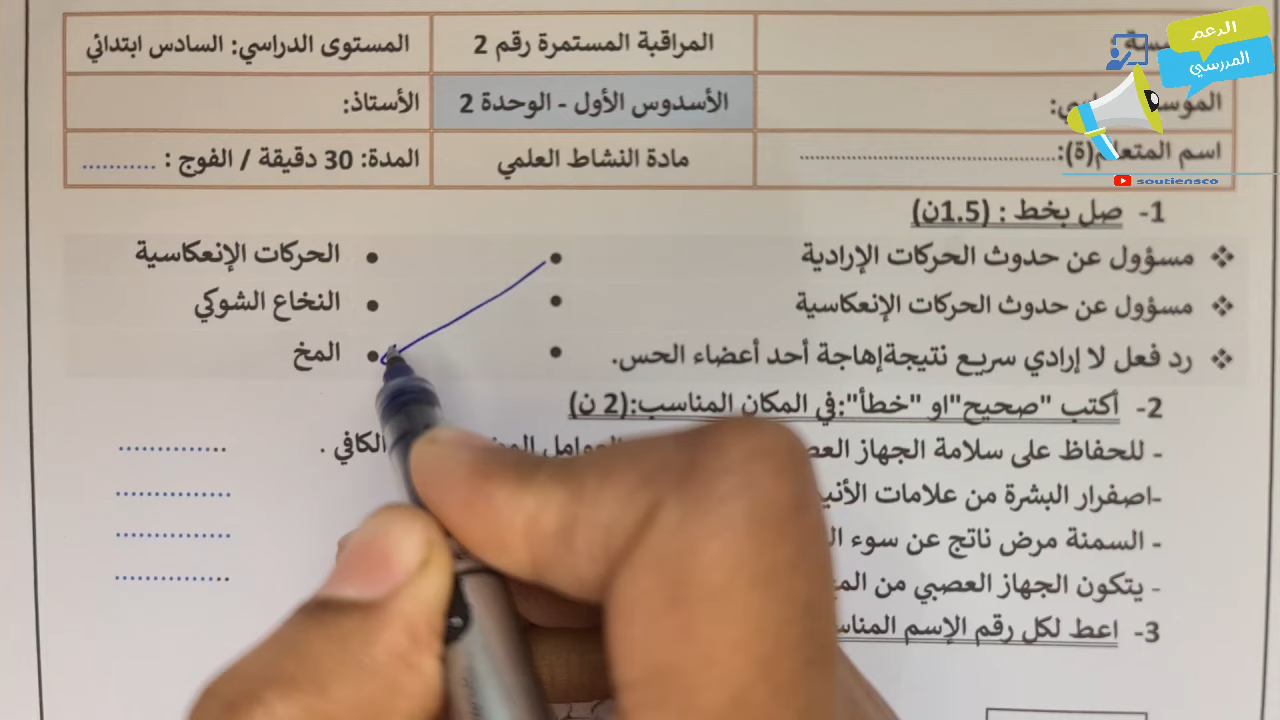 المراقبة المستمرة رقم 2
المستوى الدراسي: السادس ابتدائي
الأسدوس الأول - الوحدة 2
الأستاذ:
اسم المتعلم(ة):
مادة النشاط العلمي
المدة: 30 دقيقة / الفوج :
الدعم
المدرسي
soutiensco
1- صل بخط : (1.5ن)
مسؤول عن حدوث الحركات الإرادية
الحركات الإنعكاسية
مسؤول عن حدوث الحركات الإنعكاسية
النخاع الشوكي
رد فعل لا إرادي سريع نتيجةإهاجة أحد أعضاء الحس.
المخ
2- أكتب "صحيح"او "خطأ":في المكان المناسب:(2 ن)
- للحفاظ على سلامة الجهاز العوامل الكافي .
-اصفرار البشرة من علامات
- السمنة مرض ناتج عن سوء
- يتكون الجهاز العصبي من
3- اعط لكل رقم الإسم